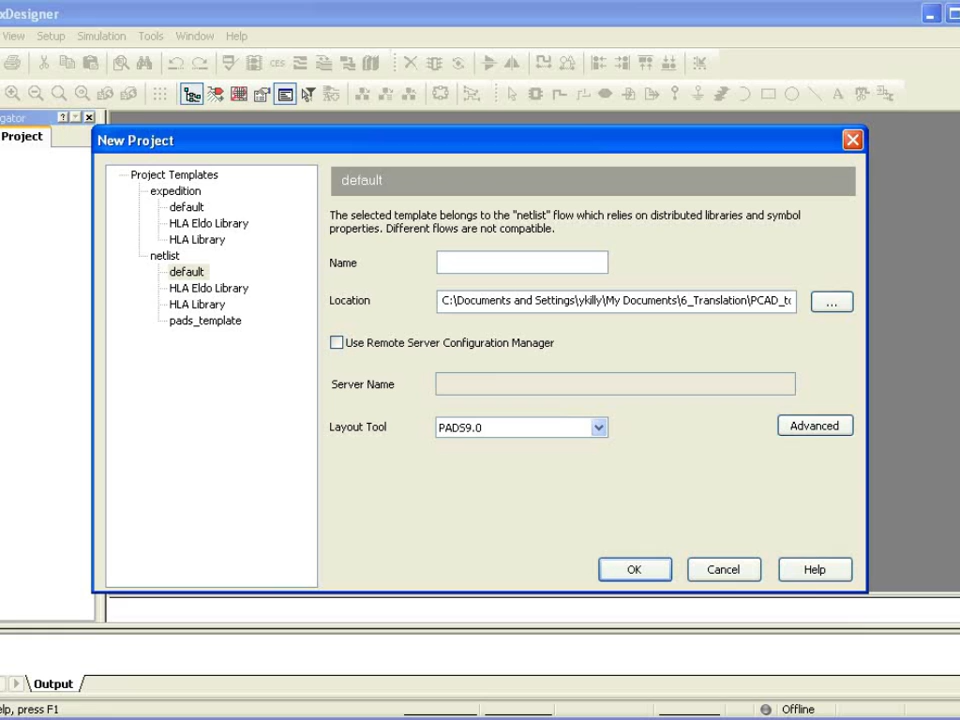 xDesigner
View Setup Simulation Tools Window Help
CES
gator
Project
New Project
Project Templates
expedition
default
HLA Eldo Library
HLA Library
netlist
default
HLA Eldo Library
HLA Library
pads_template
default
The selected template belongs to the "netlist" flow which relies on distributed libraries and symbol
properties. Different flows are not compatible.
Name
Location C:\Documents and Settings\ykilly\My Documents\6_Translation\PCAD_to ...
Use Remote Server Configuration Manager
Server Name
Layout Tool PADS9.0 Advanced
OK Cancel Help
Output
elp, press F1 Offline